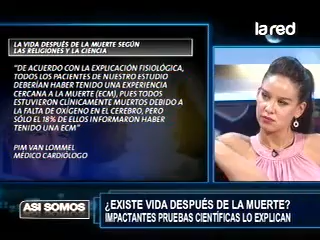 la red
LA VIDA DESPUÉS DE LA MUERTE SEGÚN
LAS RELIGIONES Y LA CIENCIA
"DE ACUERDO CON LA EXPLICACIÓN FISIOLÓGICA,
TODOS LOS PACIENTES DE NUESTRO ESTUDIO
DEBERÍAN HABER TENIDO UNA EXPERIENCIA
CERCANA A LA MUERTE (ECM), PUES TODOS
ESTUVIERON CLÍNICAMENTE MUERTOS DEBIDO A
LA FALTA DE OXÍGENO EN EL CEREBRO, PERO
SÓLO EL 18% DE ELLOS INFORMARON HABER
TENIDO UNA ECM"
PIM VAN LOMMEL
MÉDICO CARDIÓLOGO
ASI SOMOS
¿EXISTE VIDA DESPUÉS DE LA MUERTE?
IMPACTANTES PRUEBAS CIENTÍFICAS LO EXPLICAN